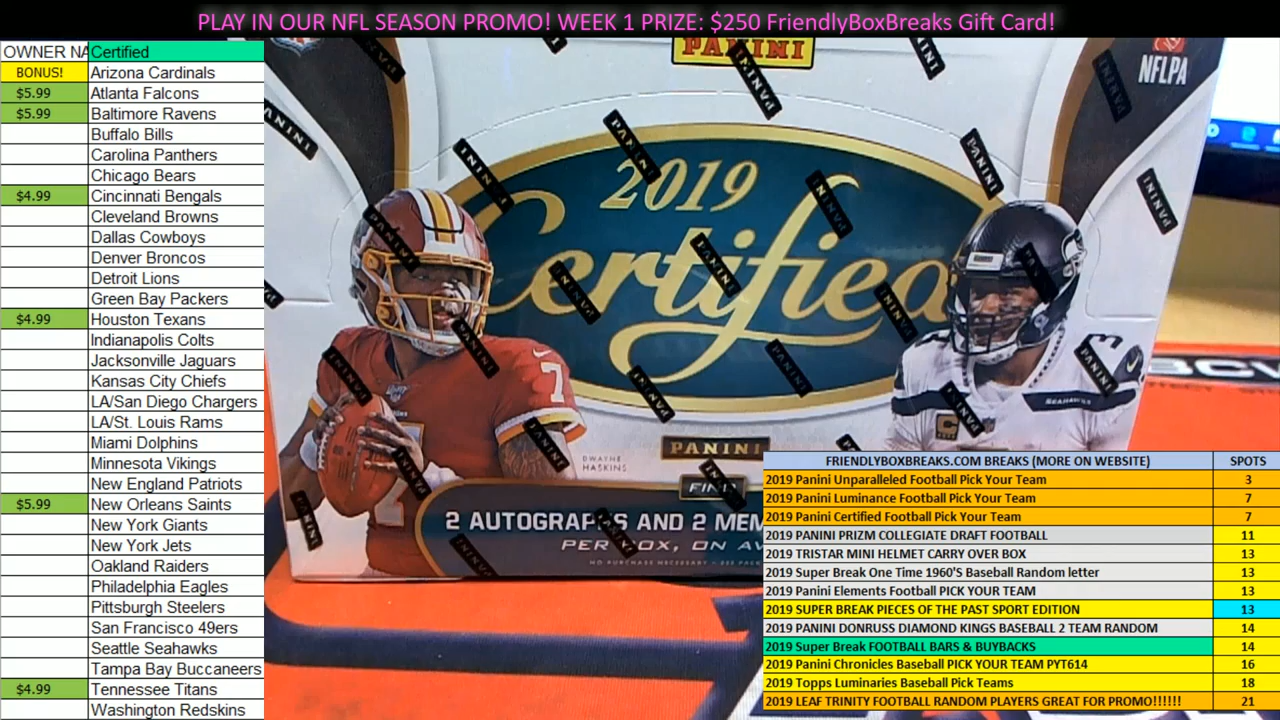 PLAY IN OUR NFL SEASON PROMO! WEEK 1 PRIZE: $250 FriendlyBoxBreaks Gift Card!
OWNER NA Certified
BONUS! Arizona Cardinals
$5.99 Atlanta Falcons
$5.99 Baltimore Ravens
Buffalo Bills
Carolina Panthers
Chicago Bears
$4.99 Cincinnati Bengals
Cleveland Browns
Dallas Cowboys
Denver Broncos
Detroit Lions
Green Bay Packers
$4.99 Houston Texans
Indianapolis Colts
Jacksonville Jaguars
Kansas City Chiefs
LA/San Diego Chargers
LA/St. Louis Rams
Miami Dolphins
Minnesota Vikings
New England Patriots
$5.99 New Orleans Saints
New York Giants
New York Jets
Oakland Raiders
Philadelphia Eagles
Pittsburgh Steelers
San Francisco 49ers
Seattle Seahawks
Tampa Bay Buccaneers
$4.99 Tennessee Titans
Washington Redskins
PANINI
NFLPA
2019
Certified
7
3
SEAHAWKS
C
DWAYNE
HASKINS
PANINI
FIND
2 AUTOGRAPHS AND 2 MEM
PER BOX, ON AV
FRIENDLYBOXBREAKS.COM BREAKS (MORE ON WEBSITE) SPOTS
2019 Panini Unparalleled Football Pick Your Team 3
2019 Panini Luminance Football Pick Your Team 7
2019 Panini Certified Football Pick Your Team 7
2019 PANINI PRIZM COLLEGIATE DRAFT FOOTBALL 11
2019 TRISTAR MINI HELMET CARRY OVER BOX 13
2019 Super Break One Time 1960'S Baseball Random letter 13
2019 Panini Elements Football PICK YOUR TEAM 13
2019 SUPER BREAK PIECES OF THE PAST SPORT EDITION 13
2019 PANINI DONRUSS DIAMOND KINGS BASEBALL 2 TEAM RANDOM 14
2019 Super Break FOOTBALL BARS & BUYBACKS 14
2019 Panini Chronicles Baseball PICK YOUR TEAM PYT614 16
2019 Topps Luminaries Baseball Pick Teams 18
2019 LEAF TRINITY FOOTBALL RANDOM PLAYERS GREAT FOR PROMO!!!!!! 21